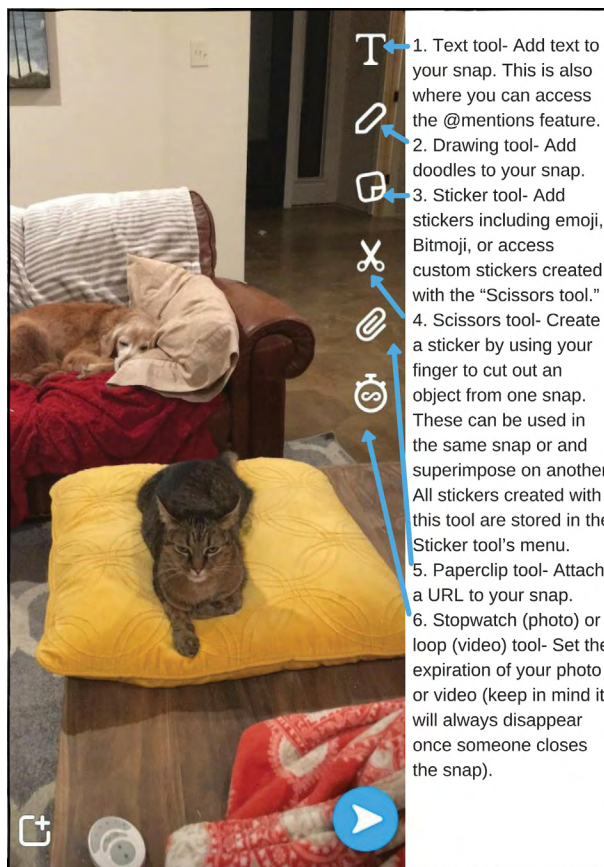 T
1. Text tool- Add text to
your snap. This is also
where you can access
the @mentions feature.
2. Drawing tool- Add
doodles to your snap.
3. Sticker tool- Add
stickers including emoji,
Bitmoji, or access
custom stickers created
with the “Scissors tool.”
4. Scissors tool- Create
a sticker by using your
finger to cut out an
object from one snap.
These can be used in
the same snap or and
superimpose on another
All stickers created with
this tool are stored in the
Sticker tool’s menu.
5. Paperclip tool- Attach
a URL to your snap.
6. Stopwatch (photo) or
loop (video) tool- Set the
expiration of your photo
or video (keep in mind it
will always disappear
once someone closes
the snap).